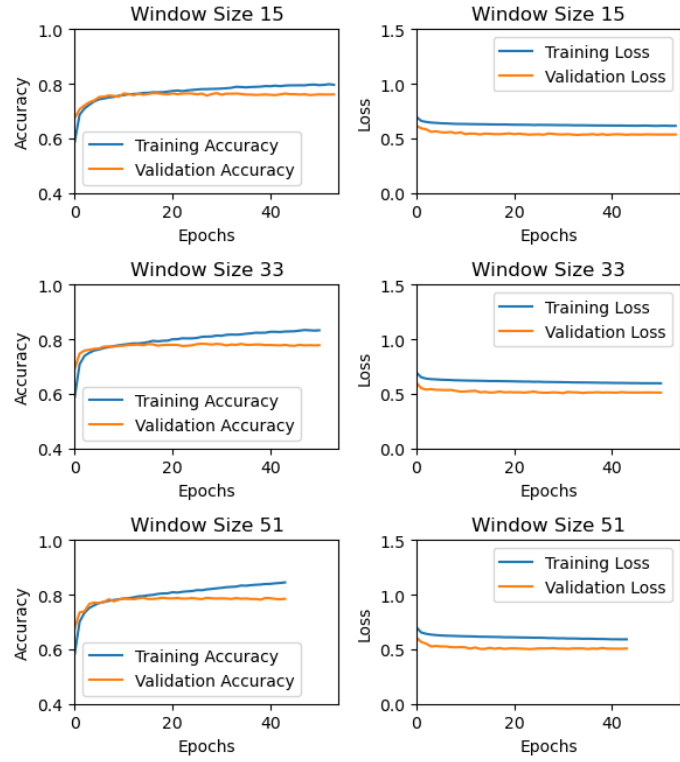 Window Size 15
1.0
0.8
0.6
0.4
Accuracy
Training Accuracy
Validation Accuracy
0
20
40
Epochs
Window Size 15
1.5
1.0
0.5
0.0
Loss
Training Loss
Validation Loss
0
20
40
Epochs
Window Size 33
1.0
0.8
0.6
0.4
Accuracy
Training Accuracy
Validation Accuracy
0
20
40
Epochs
Window Size 33
1.5
1.0
0.5
0.0
Loss
Training Loss
Validation Loss
0
20
40
Epochs
Window Size 51
1.0
0.8
0.6
0.4
Accuracy
Training Accuracy
Validation Accuracy
0
20
40
Epochs
Window Size 51
1.5
1.0
0.5
0.0
Loss
Training Loss
Validation Loss
0
20
40
Epochs